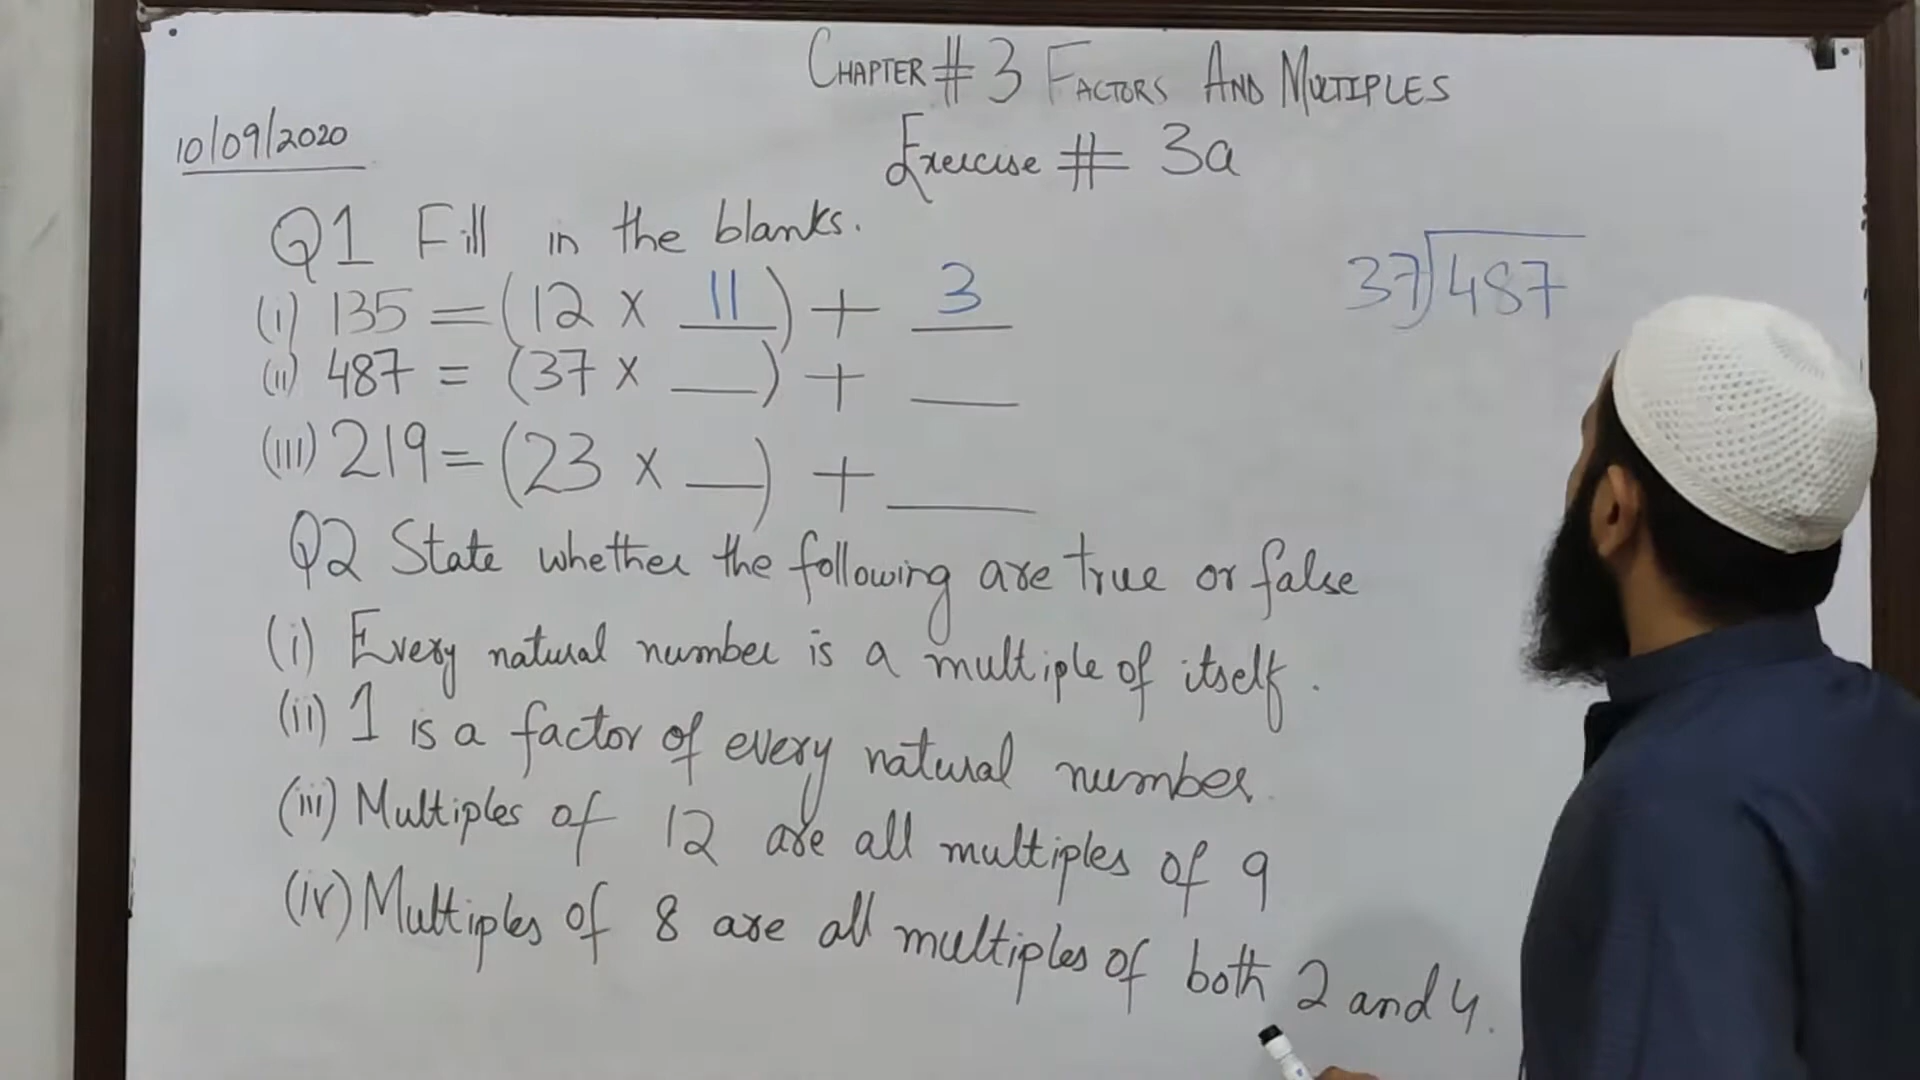 CHAPTER # 3 FACTORS AND MULTIPLES
10/09/2020
Exercise # 3a
Q1 Fill in the blanks.
(i) 135 = (12 × 11) + 3
37)487
(ii) 487 = (37 × __) + __
(iii) 219 = (23 × __) + __
Q2 State whether the following are true or false
(i) Every natural number is a multiple of itself.
(ii) 1 is a factor of every natural number.
(iii) Multiples of 12 are all multiples of 9
(iv) Multiples of 8 are all multiples of both 2 and 4.